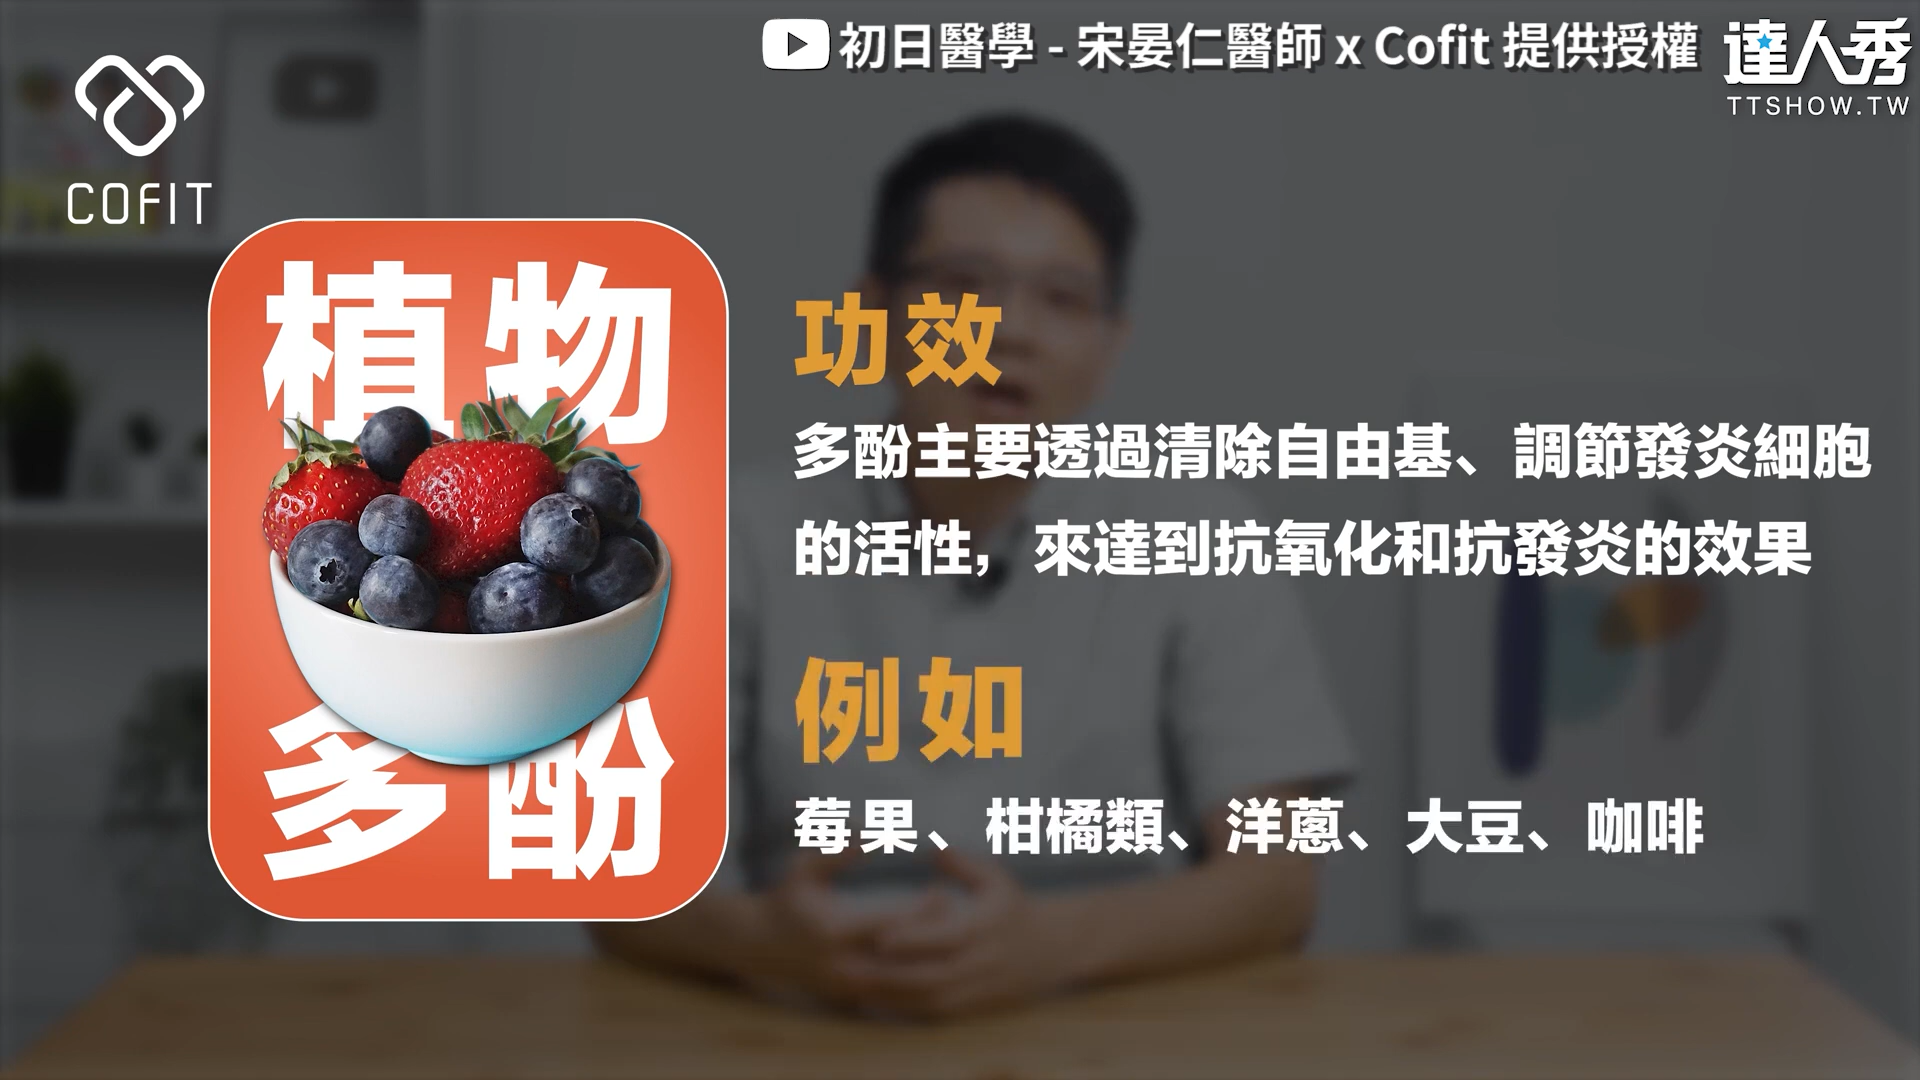 初日醫學 - 宋晏仁醫師 x Cofit 提供授權
達人秀
TTSHOW.TW
COFIT
植物
多酚
功效
多酚主要透過清除自由基、調節發炎細胞
的活性，來達到抗氧化和抗發炎的效果
例如
莓果、柑橘類、洋蔥、大豆、咖啡